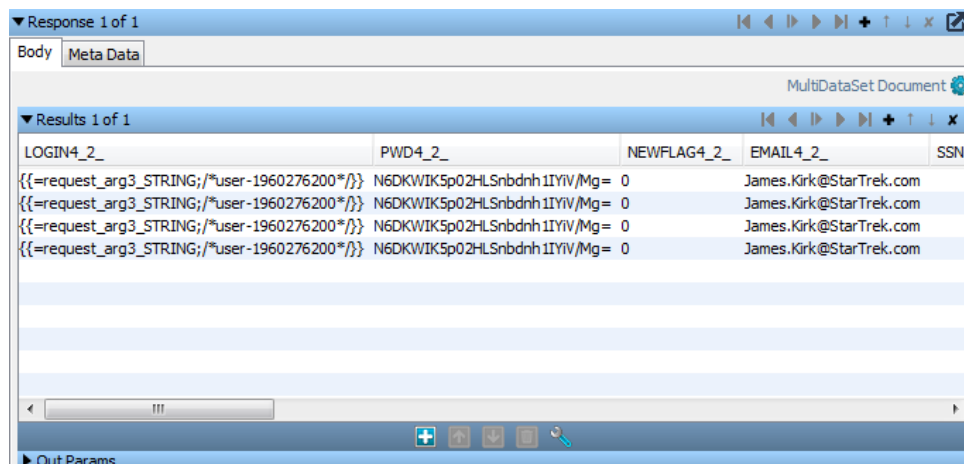 Response 1 of 1
Body Meta Data
MultiDataSet Document
Results 1 of 1
LOGIN4_2_ PWD4_2_ NEWFLAG4_2_ EMAIL4_2_ SSN
{{=request_arg3_STRING;/*user-1960276200*/}} N6DKWIK5p02HLSnbdnh1IYiV/Mg= 0 James.Kirk@StarTrek.com
{{=request_arg3_STRING;/*user-1960276200*/}} N6DKWIK5p02HLSnbdnh1IYiV/Mg= 0 James.Kirk@StarTrek.com
{{=request_arg3_STRING;/*user-1960276200*/}} N6DKWIK5p02HLSnbdnh1IYiV/Mg= 0 James.Kirk@StarTrek.com
{{=request_arg3_STRING;/*user-1960276200*/}} N6DKWIK5p02HLSnbdnh1IYiV/Mg= 0 James.Kirk@StarTrek.com
Out Params